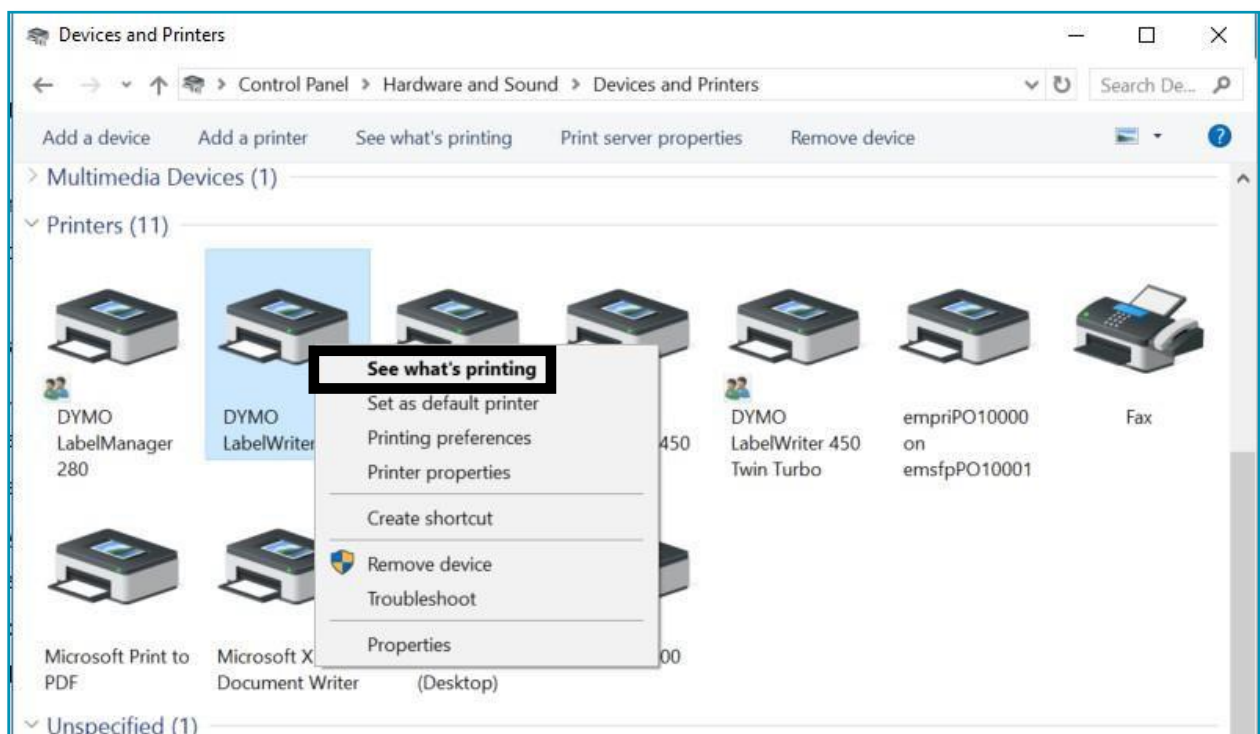 Devices and Printers
Control Panel > Hardware and Sound > Devices and Printers
Search De...
Add a device Add a printer See what's printing Print server properties Remove device
Multimedia Devices (1)
Printers (11)
DYMO
LabelManager
280
DYMO
LabelWriter
450
DYMO
LabelWriter 450
Twin Turbo
empriPO10000
on
emsfpPO10001
Fax
See what's printing
Set as default printer
Printing preferences
Printer properties
Create shortcut
Remove device
Troubleshoot
Properties
Microsoft Print to
PDF
Microsoft X
Document Writer
(Desktop)
00
Unspecified (1)